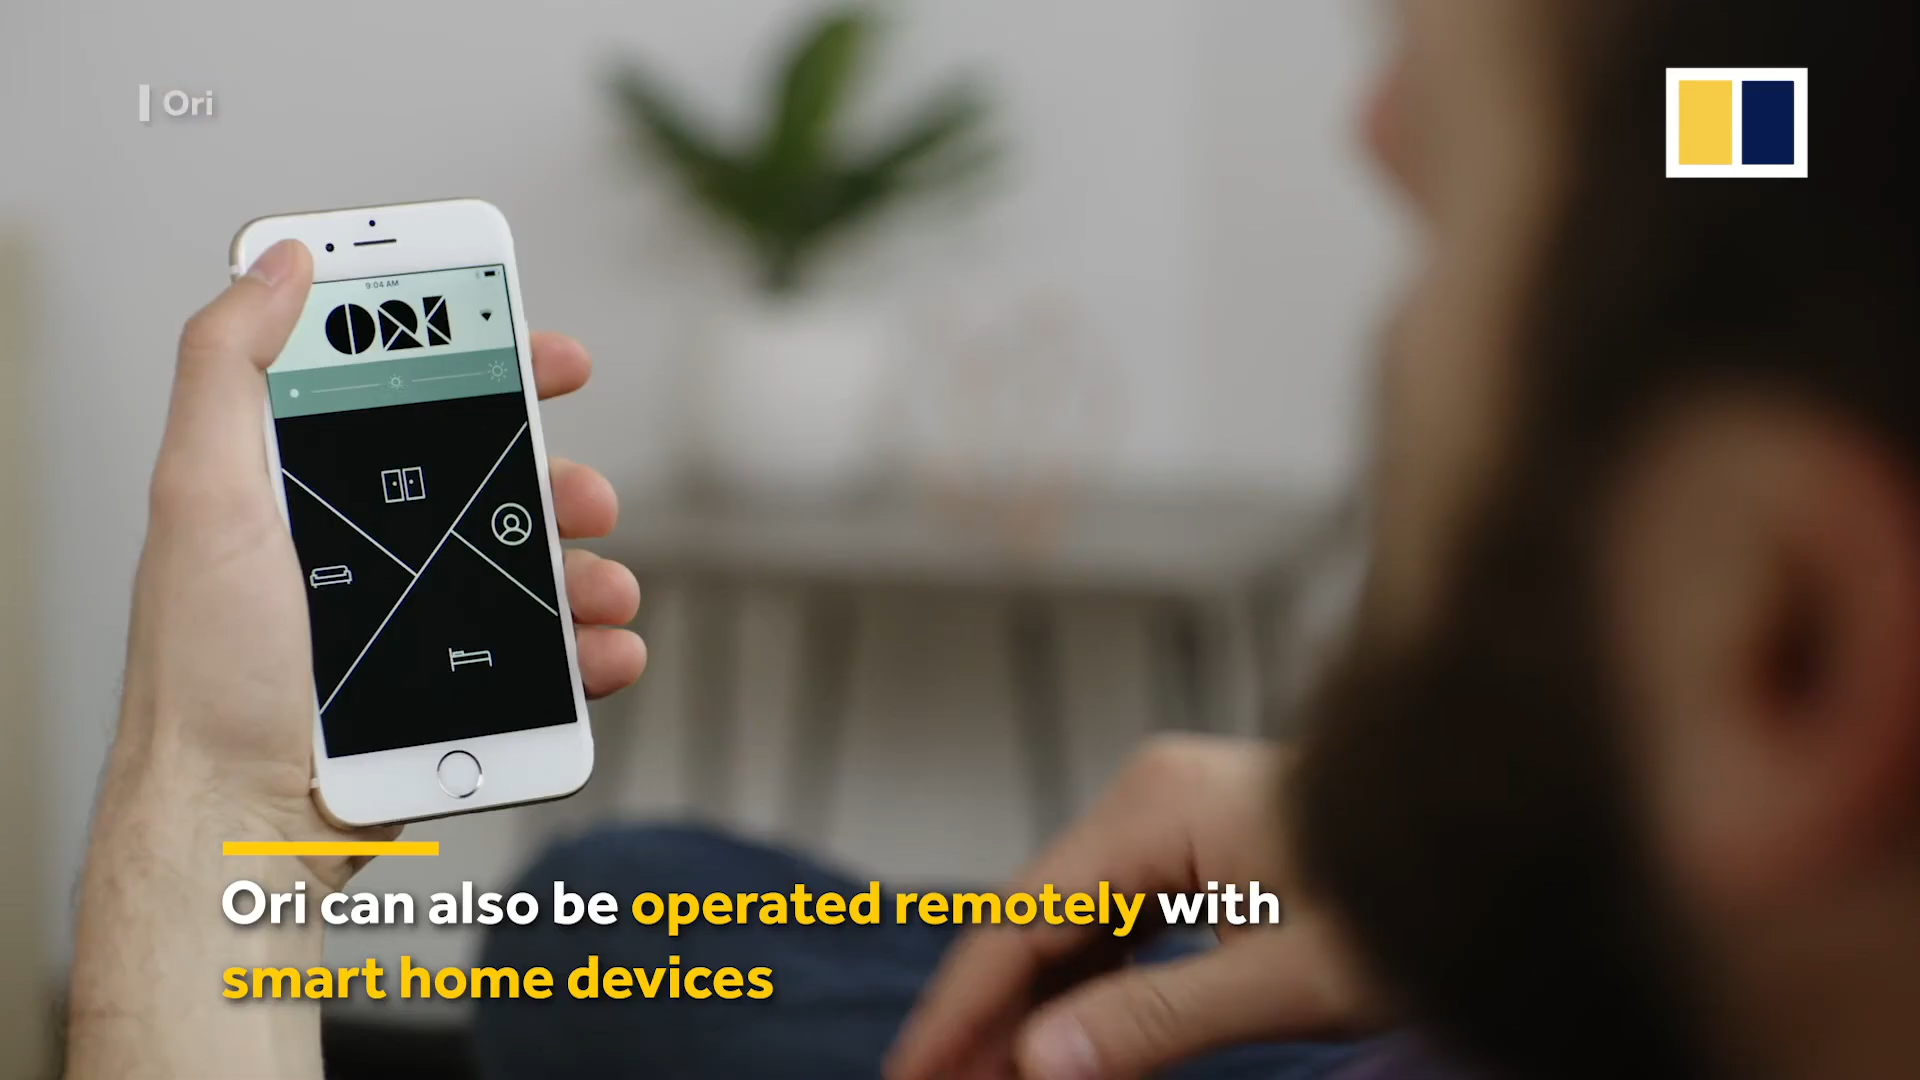 Ori
9:04 AM
ORI
Ori can also be operated remotely with
smart home devices